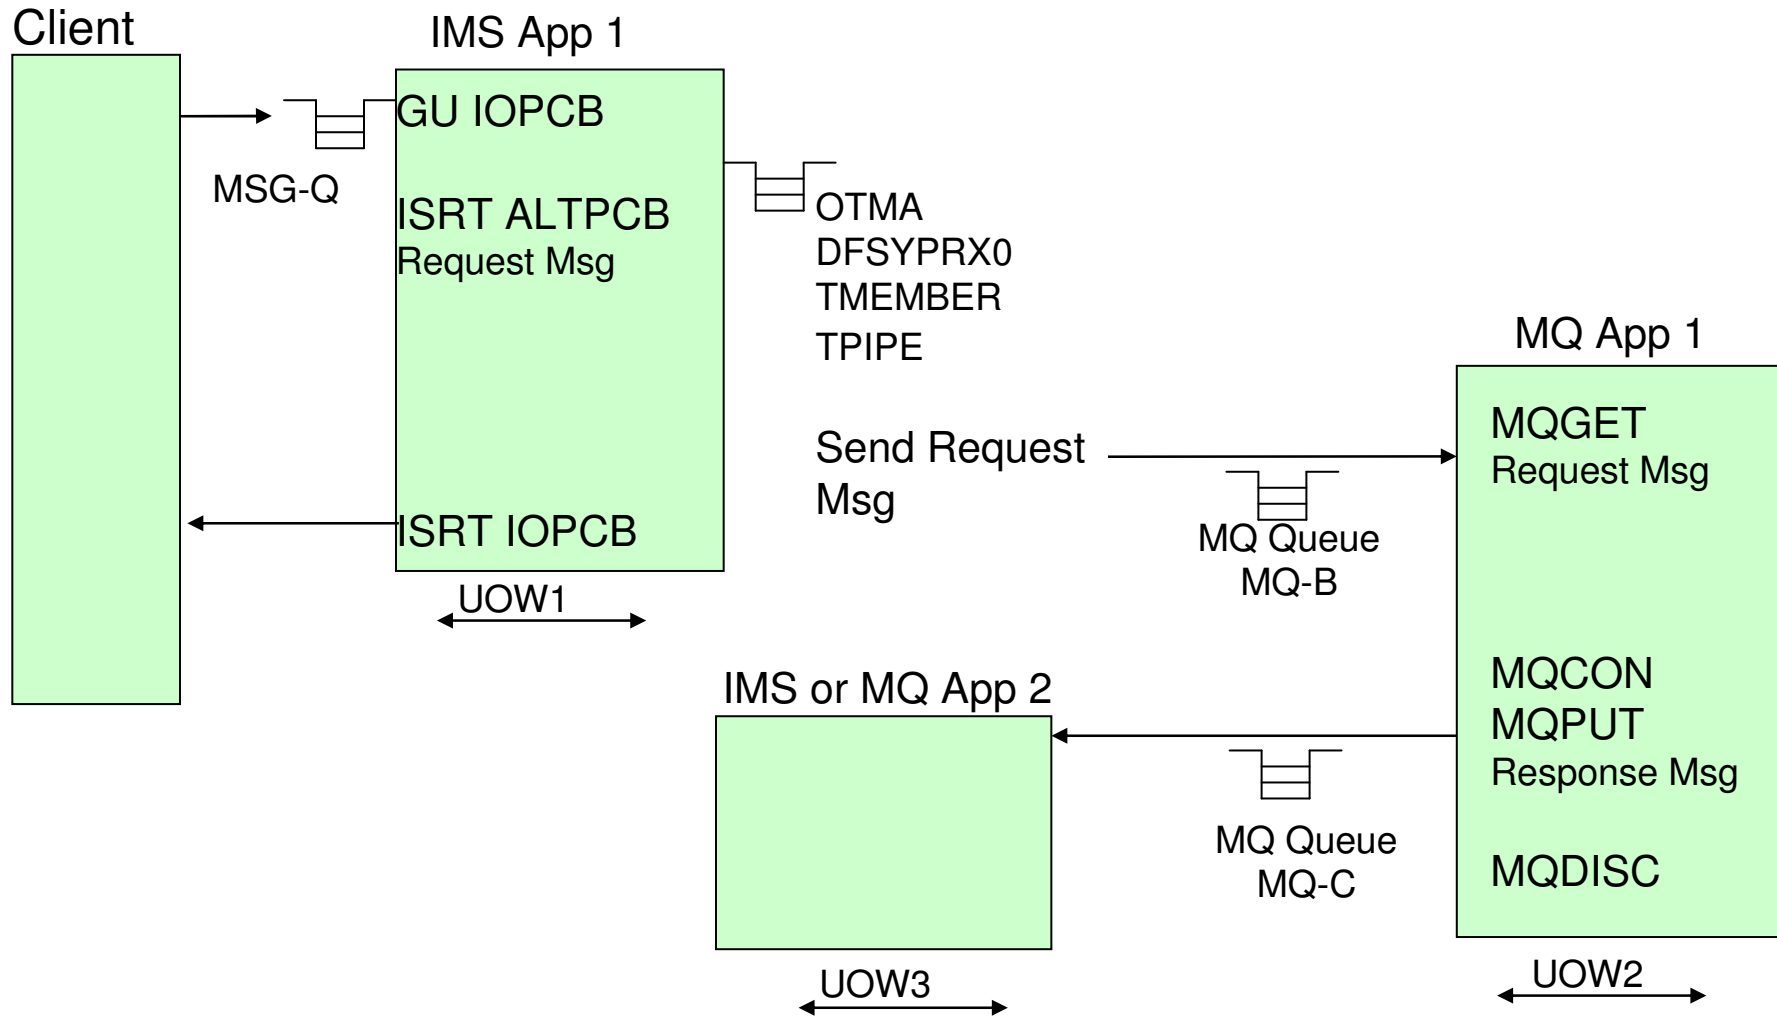 Client
IMS App 1
GU IOPCB
MSG-Q
ISRT ALTPCB
Request Msg
OTMA
DFSYPRX0
TMEMBER
TPIPE
MQ App 1
MQGET
Request Msg
Send Request
Msg
ISRT IOPCB
MQ Queue
MQ-B
UOW1
MQCON
MQPUT
Response Msg
IMS or MQ App 2
MQ Queue
MQ-C
MQDISC
UOW3
UOW2